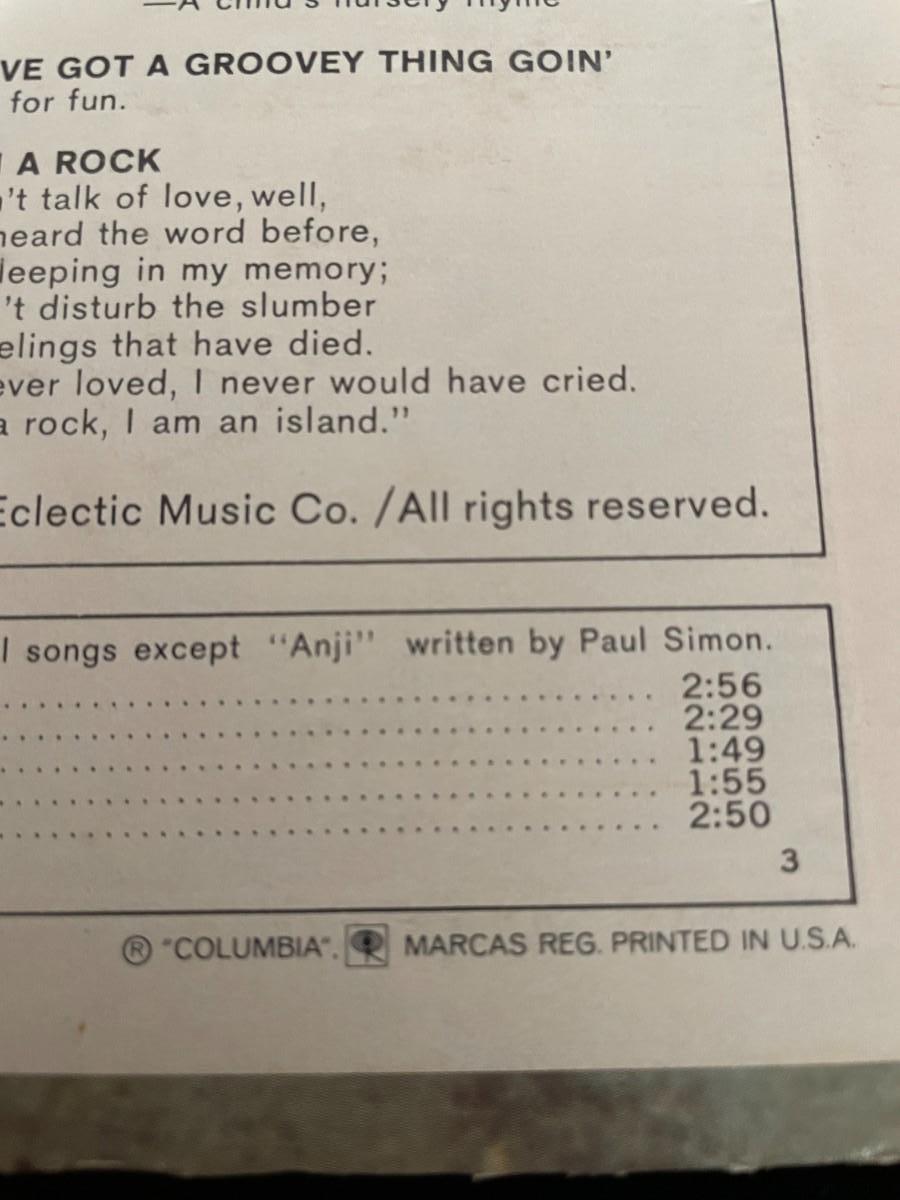 —A child's nursery rhyme
VE GOT A GROOVEY THING GOIN'
for fun.
A ROCK
't talk of love, well,
heard the word before,
leeping in my memory;
't disturb the slumber
elings that have died.
ever loved, I never would have cried.
a rock, I am an island."
Eclectic Music Co. /All rights reserved.
l songs except "Anji" written by Paul Simon.
2:56
2:29
1:49
1:55
2:50
3
® "COLUMBIA". MARCAS REG. PRINTED IN U.S.A.